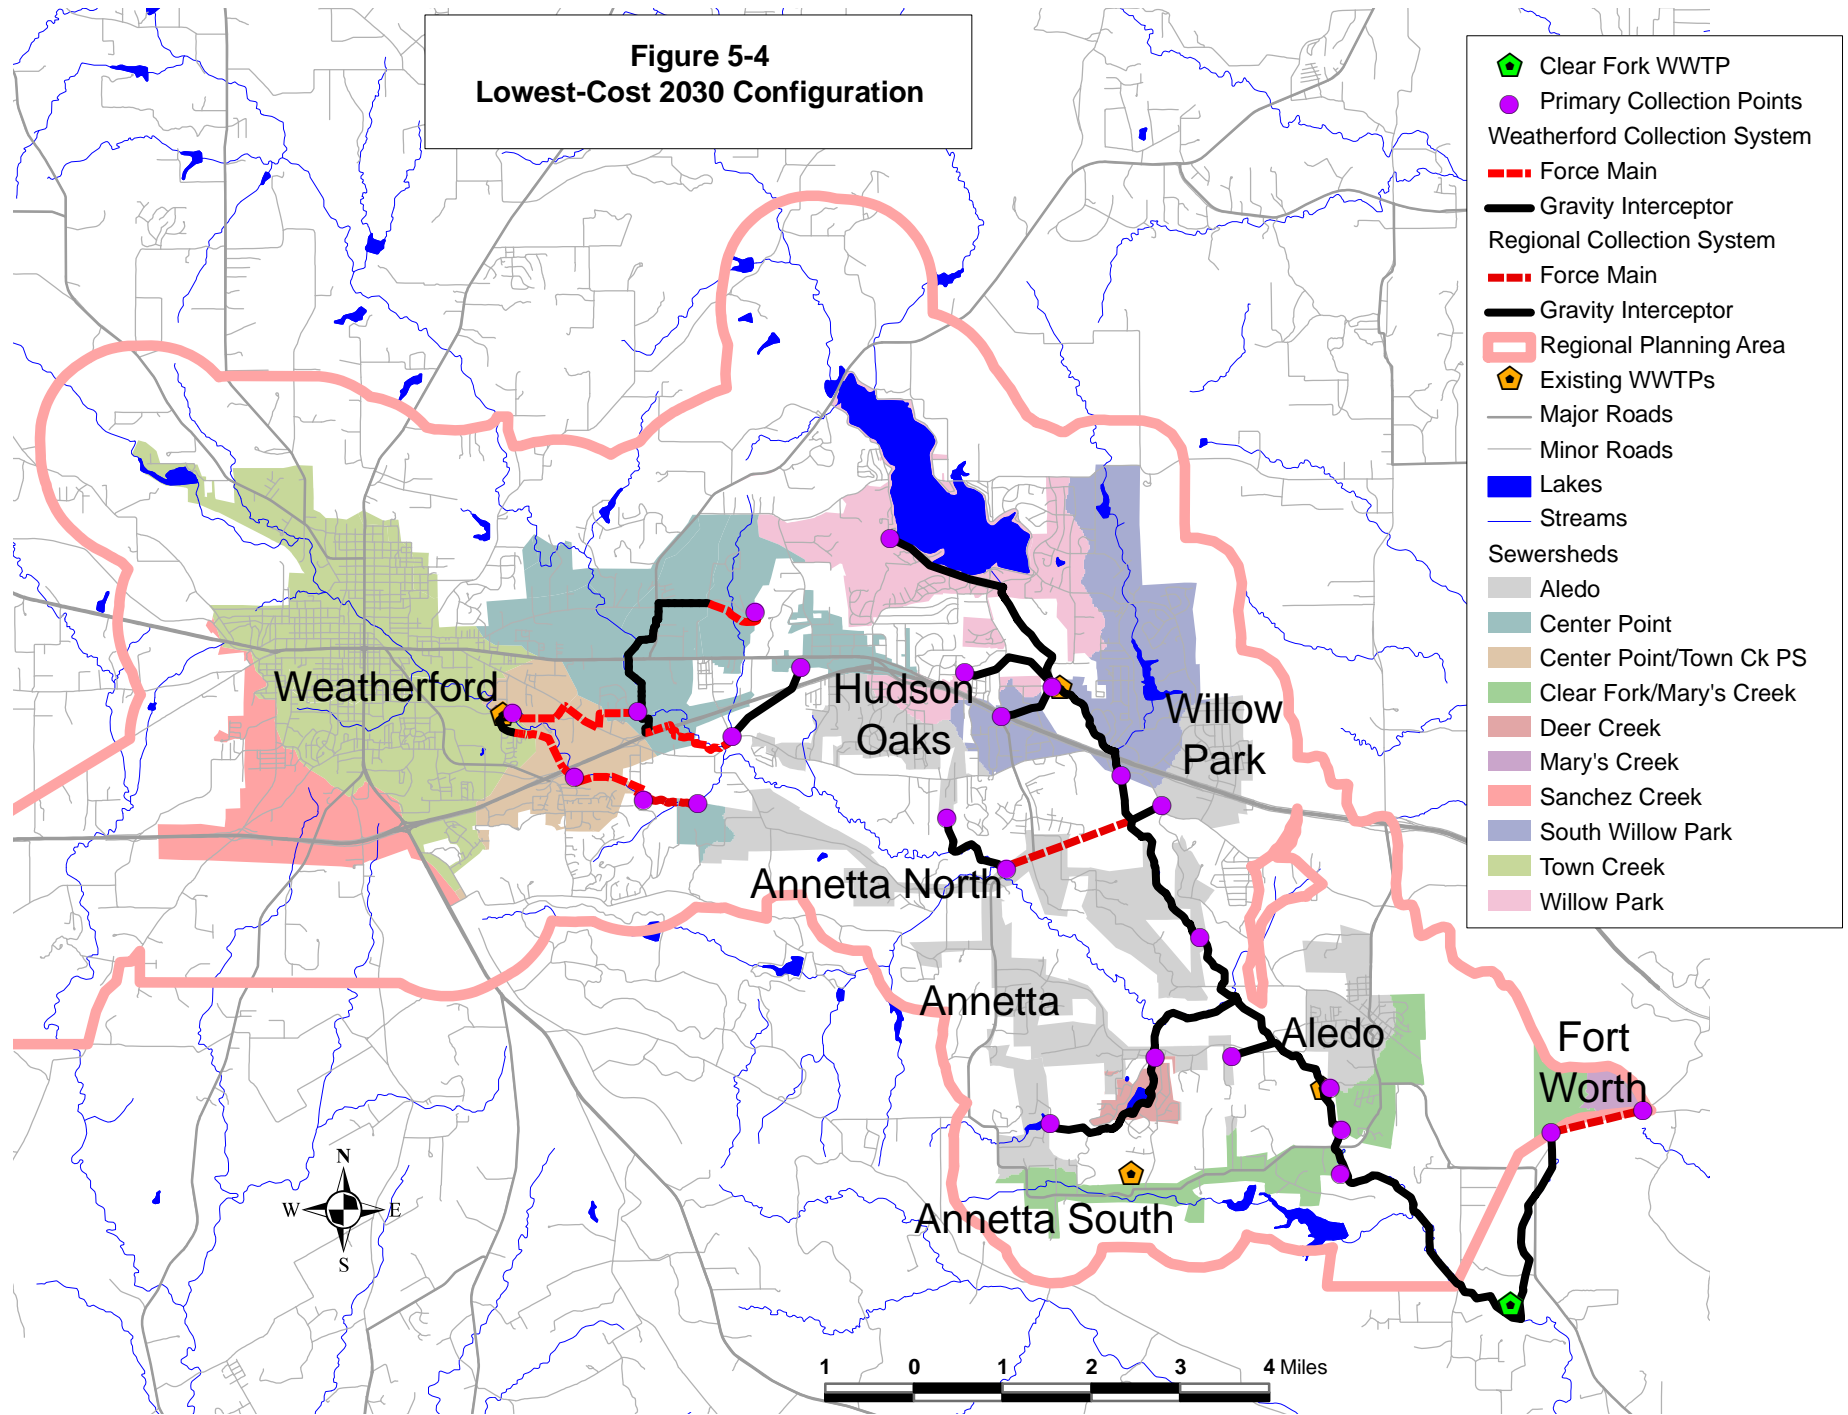 Figure 5-4
Lowest-Cost 2030 Configuration
Clear Fork WWTP
Primary Collection Points
Weatherford Collection System
Force Main
Gravity Interceptor
Regional Collection System
Force Main
Gravity Interceptor
Regional Planning Area
Existing WWTPs
Major Roads
Minor Roads
Lakes
Streams
Sewersheds
Aledo
Center Point
Center Point/Town Ck PS
Clear Fork/Mary's Creek
Deer Creek
Mary's Creek
Sanchez Creek
South Willow Park
Town Creek
Willow Park
Weatherford
Hudson
Oaks
Willow
Park
Annetta North
Annetta
Aledo
Fort
Worth
Annetta South
N
W
E
S
1 0 1 2 3 4 Miles